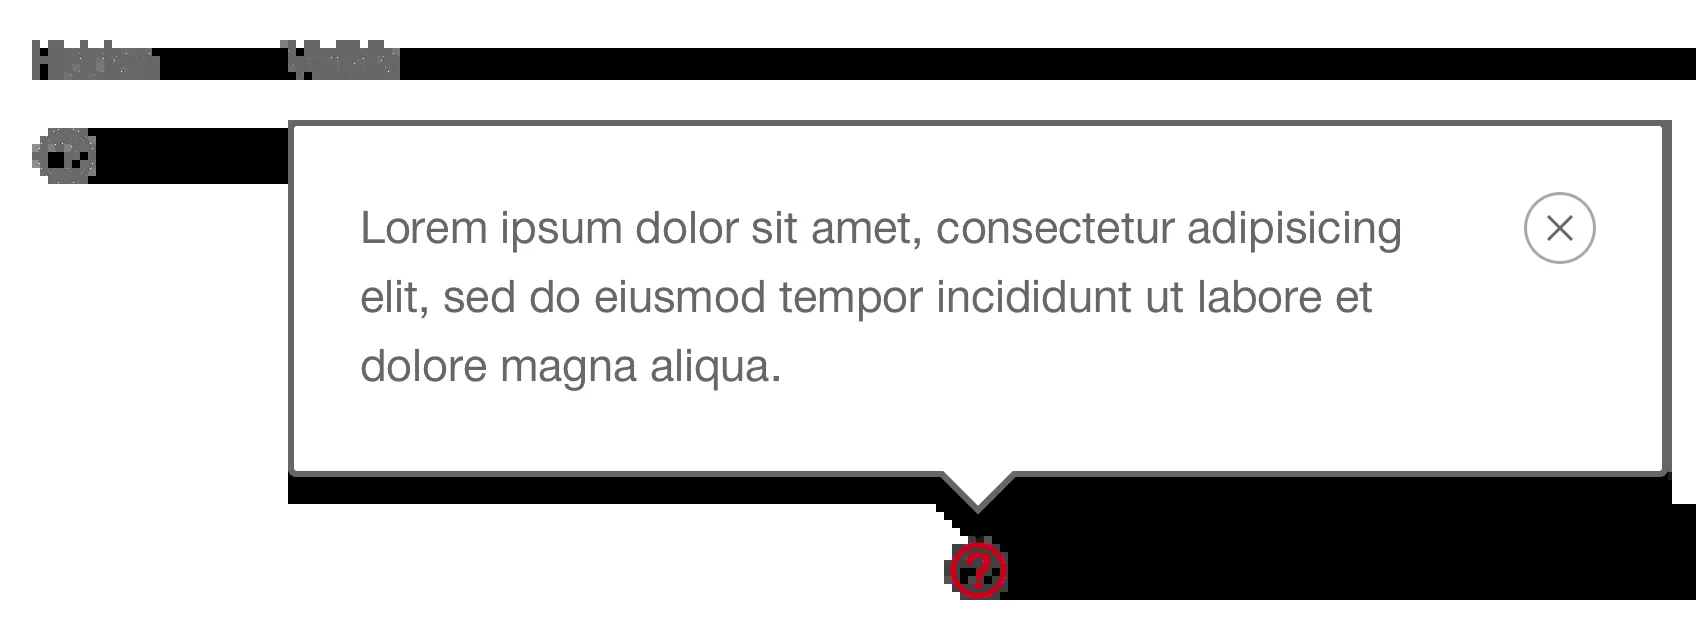 Hidden
Visible
Lorem ipsum dolor sit amet, consectetur adipisicing
elit, sed do eiusmod tempor incididunt ut labore et
dolore magna aliqua.
?